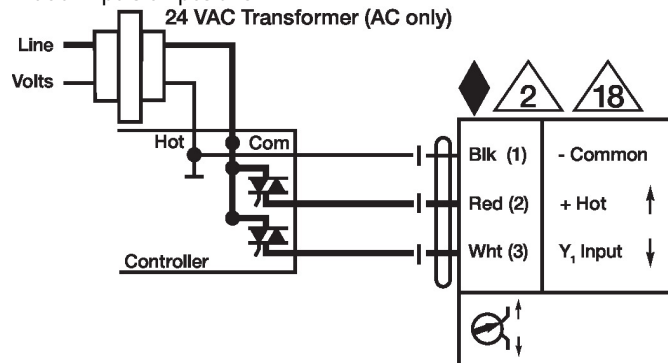 24 VAC Transformer (AC only)
Line
Volts
2
18
Hot
Com
Blk (1)
- Common
Red (2)
+ Hot
Wht (3)
Y1 Input
Controller